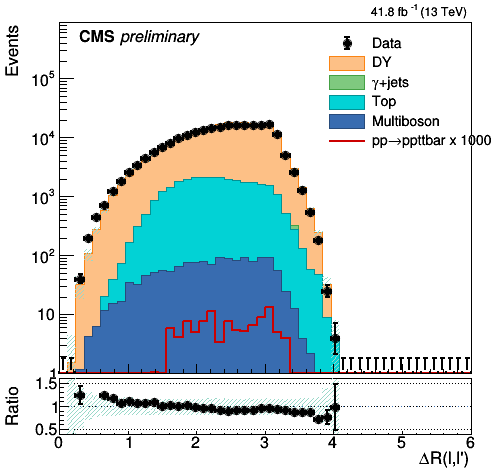 41.8 fb⁻¹ (13 TeV)
CMS preliminary
Events
Data
DY
γ+jets
Top
Multiboson
pp→ppttbar x 1000
10⁵
10⁴
10³
10²
10
1
Ratio
1.5
1
0.5
0 1 2 3 4 5 6
ΔR(l,l')